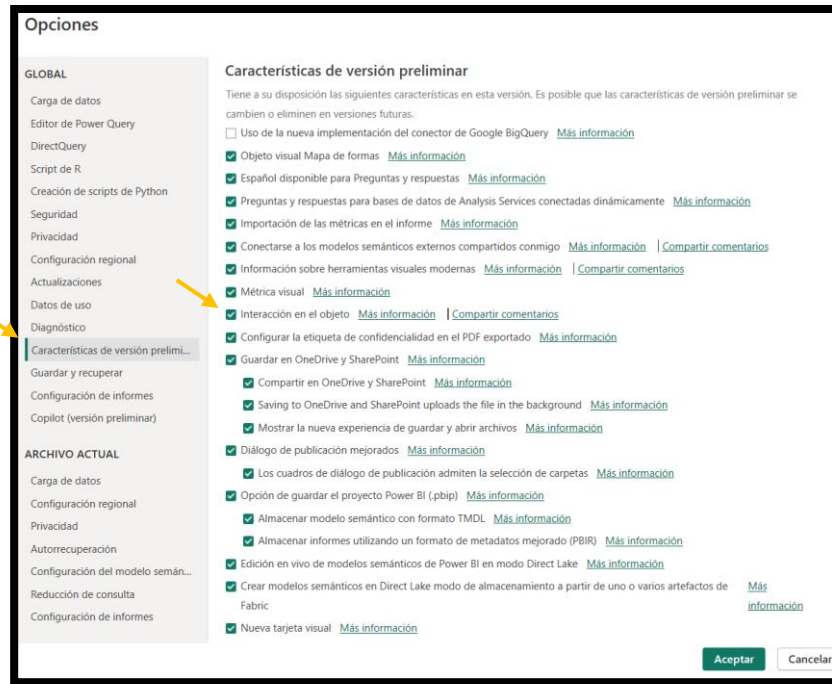 Opciones
GLOBAL
Carga de datos
Editor de Power Query
DirectQuery
Script de R
Creación de scripts de Python
Seguridad
Privacidad
Configuración regional
Actualizaciones
Datos de uso
Diagnóstico
Características de versión prelimi...
Guardar y recuperar
Configuración de informes
Copilot (versión preliminar)
ARCHIVO ACTUAL
Carga de datos
Configuración regional
Privacidad
Autorrecuperación
Configuración del modelo semán...
Reducción de consulta
Configuración de informes
Características de versión preliminar
Tiene a su disposición las siguientes características en esta versión. Es posible que las características de versión preliminar se
cambien o eliminen en versiones futuras.
Uso de la nueva implementación del conector de Google BigQuery Más información
Objeto visual Mapa de formas Más información
Español disponible para Preguntas y respuestas Más información
Preguntas y respuestas para bases de datos de Analysis Services conectadas dinámicamente Más información
Importación de las métricas en el informe Más información
Conectarse a los modelos semánticos externos compartidos conmigo Más información | Compartir comentarios
Información sobre herramientas visuales modernas Más información | Compartir comentarios
Métrica visual Más información
Interacción en el objeto Más información | Compartir comentarios
Configurar la etiqueta de confidencialidad en el PDF exportado Más información
Guardar en OneDrive y SharePoint Más información
Compartir en OneDrive y SharePoint Más información
Saving to OneDrive and SharePoint uploads the file in the background Más información
Mostrar la nueva experiencia de guardar y abrir archivos Más información
Diálogo de publicación mejorados Más información
Los cuadros de diálogo de publicación admiten la selección de carpetas Más información
Opción de guardar el proyecto Power BI (.pbip) Más información
Almacenar modelo semántico con formato TMDL Más información
Almacenar informes utilizando un formato de metadatos mejorado (PBIR) Más información
Edición en vivo de modelos semánticos de Power BI en modo Direct Lake Más información
Crear modelos semánticos en Direct Lake modo de almacenamiento a partir de uno o varios artefactos de Más
Fabric información
Nueva tarjeta visual Más información
Aceptar Cancelar